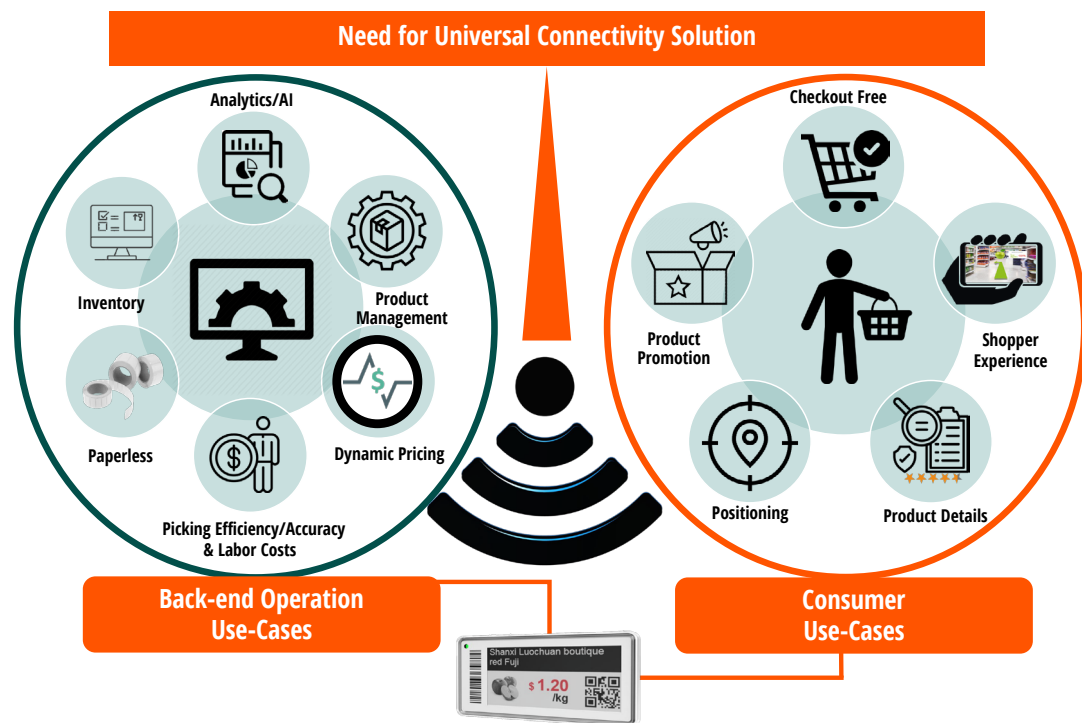 Need for Universal Connectivity Solution
Analytics/AI
Inventory
Product
Management
Paperless
Dynamic Pricing
Picking Efficiency/Accuracy
& Labor Costs
Back-end Operation
Use-Cases
Checkout Free
Product
Promotion
Shopper
Experience
Positioning
Product Details
Consumer
Use-Cases
Shanxi Luochuan boutique
red Fuji
$ 1.20
/kg